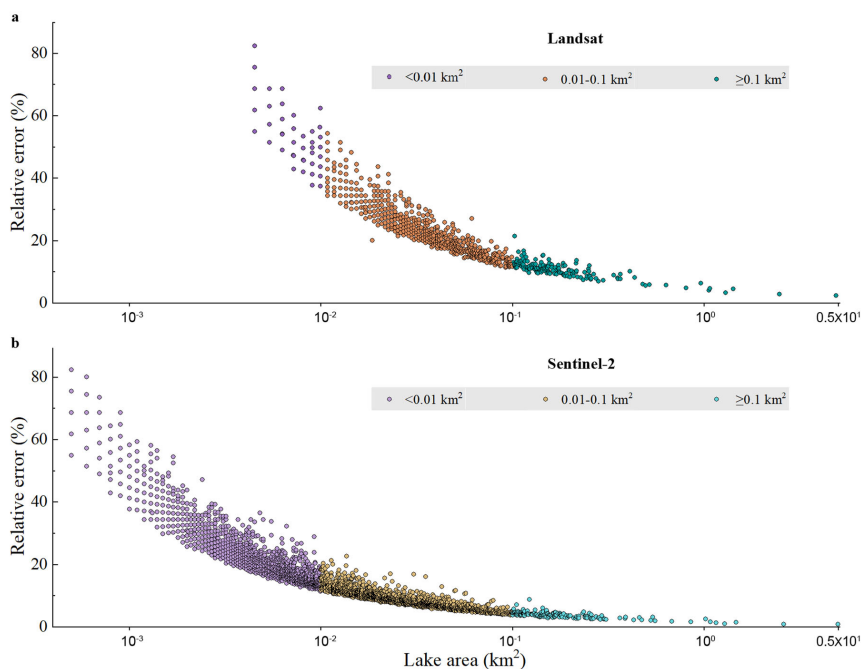 a
Landsat
<0.01 km²
0.01-0.1 km²
≥0.1 km²
Relative error (%)
80
60
40
20
0
10⁻³
10⁻²
10⁻¹
10⁰
0.5X10¹
b
Sentinel-2
<0.01 km²
0.01-0.1 km²
≥0.1 km²
Relative error (%)
80
60
40
20
0
10⁻³
10⁻²
10⁻¹
10⁰
0.5X10¹
Lake area (km²)